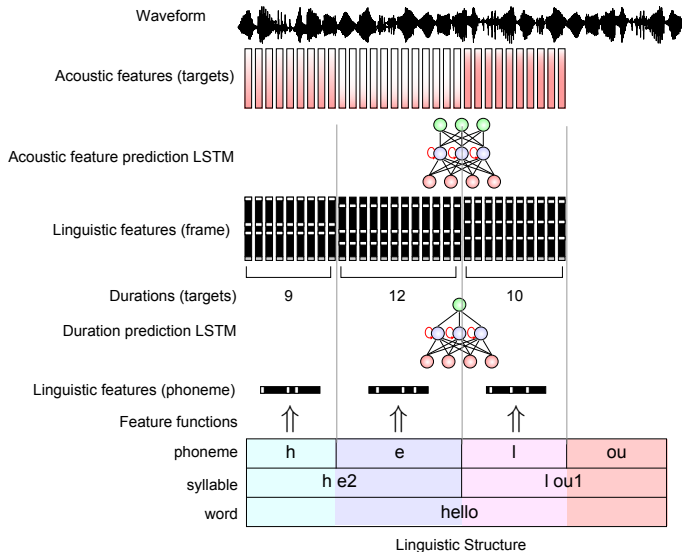 Waveform
Acoustic features (targets)
Acoustic feature prediction LSTM
Linguistic features (frame)
Durations (targets) 9 12 10
Duration prediction LSTM
Linguistic features (phoneme)
Feature functions
phoneme h e l ou
syllable h e2 l ou1
word hello
Linguistic Structure